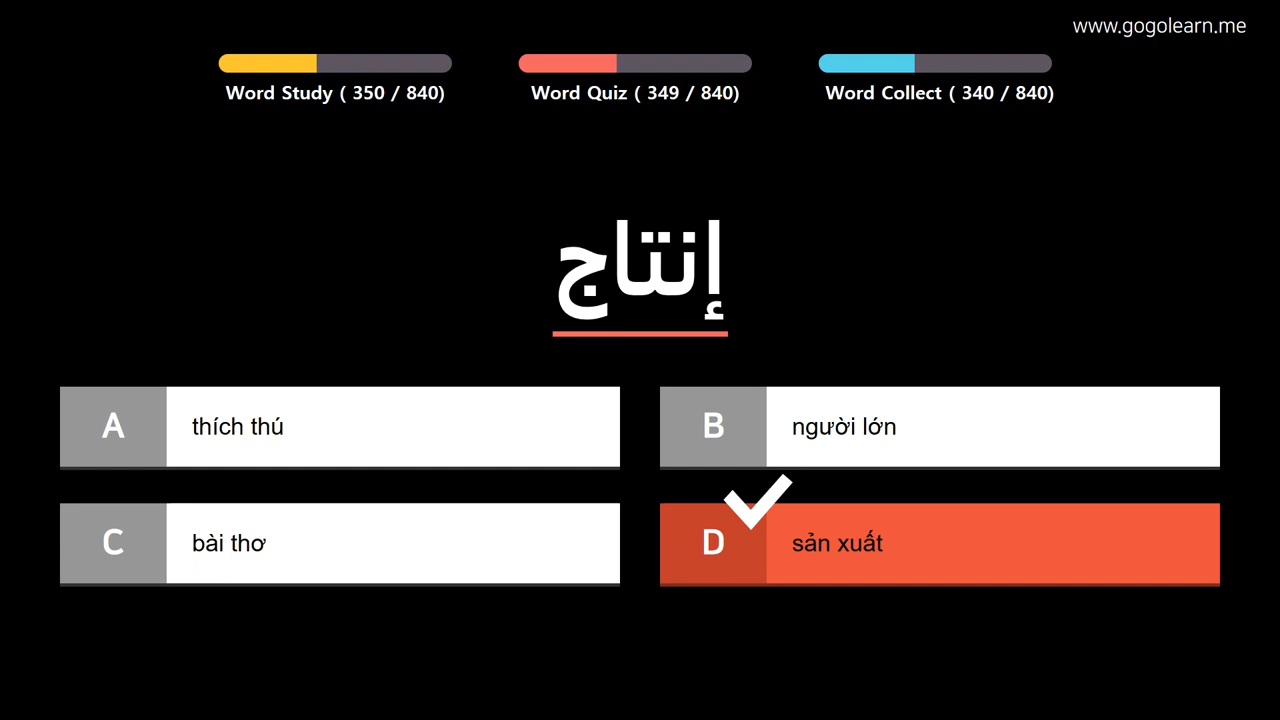 www.gogolearn.me
Word Study ( 350 / 840)
Word Quiz ( 349 / 840)
Word Collect ( 340 / 840)
إنتاج
A
thích thú
B
người lớn
C
bài thơ
D
sản xuất